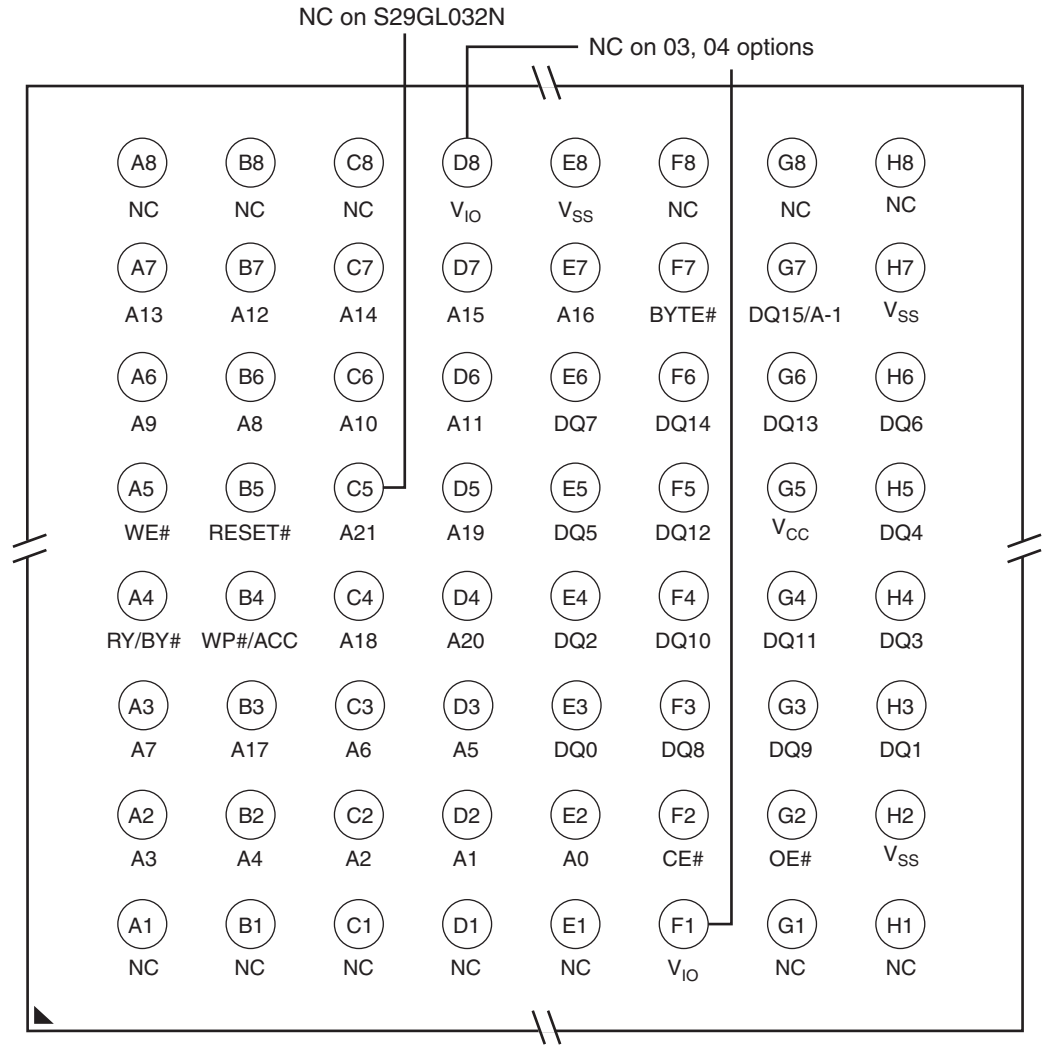 NC on S29GL032N
NC on 03, 04 options
A8 B8 C8 D8 E8 F8 G8 H8
NC NC NC VIO VSS NC NC NC
A7 B7 C7 D7 E7 F7 G7 H7
A13 A12 A14 A15 A16 BYTE# DQ15/A-1 VSS
A6 B6 C6 D6 E6 F6 G6 H6
A9 A8 A10 A11 DQ7 DQ14 DQ13 DQ6
A5 B5 C5 D5 E5 F5 G5 H5
WE# RESET# A21 A19 DQ5 DQ12 VCC DQ4
A4 B4 C4 D4 E4 F4 G4 H4
RY/BY# WP#/ACC A18 A20 DQ2 DQ10 DQ11 DQ3
A3 B3 C3 D3 E3 F3 G3 H3
A7 A17 A6 A5 DQ0 DQ8 DQ9 DQ1
A2 B2 C2 D2 E2 F2 G2 H2
A3 A4 A2 A1 A0 CE# OE# VSS
A1 B1 C1 D1 E1 F1 G1 H1
NC NC NC NC NC VIO NC NC